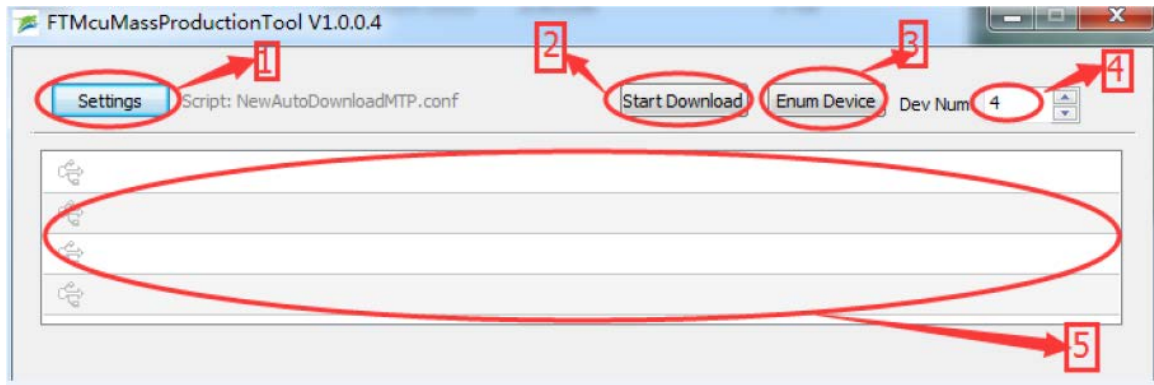 FTMcuMassProductionTool V1.0.0.4
1 2 3 4
Settings Script: NewAutoDownloadMTP.conf Start Download Enum Device Dev Num 4
5